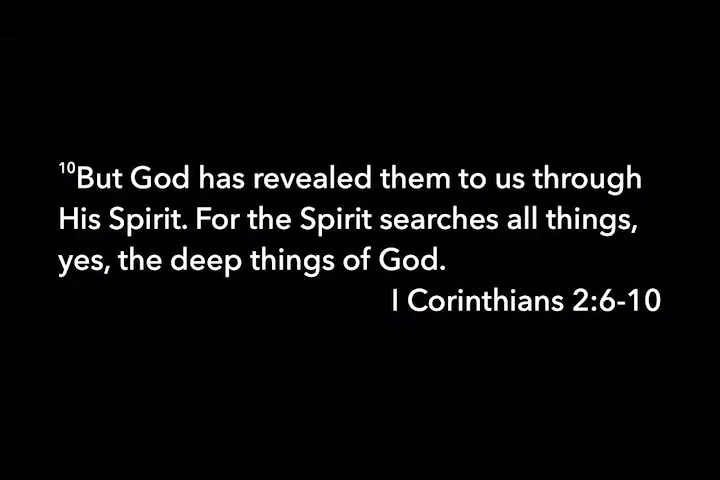 ¹⁰But God has revealed them to us through
His Spirit. For the Spirit searches all things,
yes, the deep things of God.
I Corinthians 2:6-10